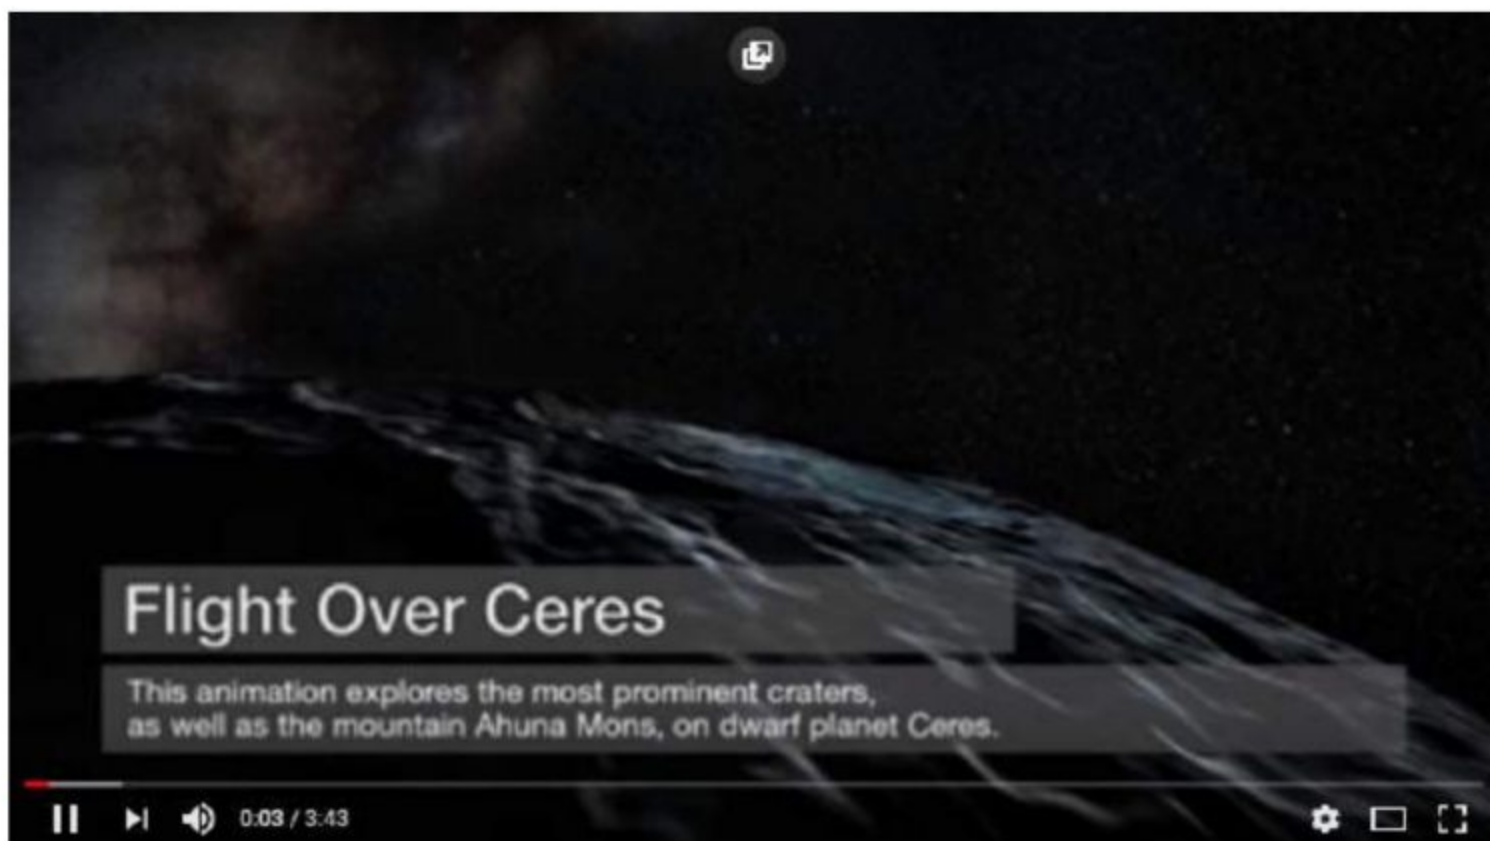 Flight Over Ceres
This animation explores the most prominent craters,
as well as the mountain Ahuna Mons, on dwarf planet Ceres.
0:03 / 3:43